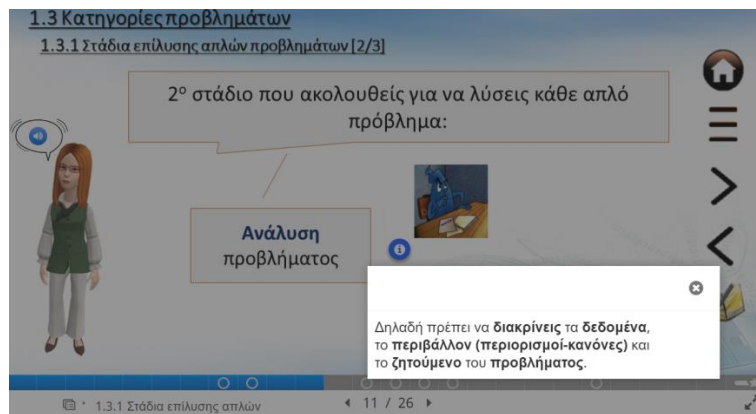 1.3 Κατηγορίες προβλημάτων
1.3.1 Στάδια επίλυσης απλών προβλημάτων [2/3]
2ο στάδιο που ακολουθείς για να λύσεις κάθε απλό
πρόβλημα:
Ανάλυση
προβλήματος
Δηλαδή πρέπει να διακρίνεις τα δεδομένα,
το περιβάλλον (περιορισμοί-κανόνες) και
το ζητούμενο του προβλήματος.
1.3.1 Στάδια επίλυσης απλών
11 / 26